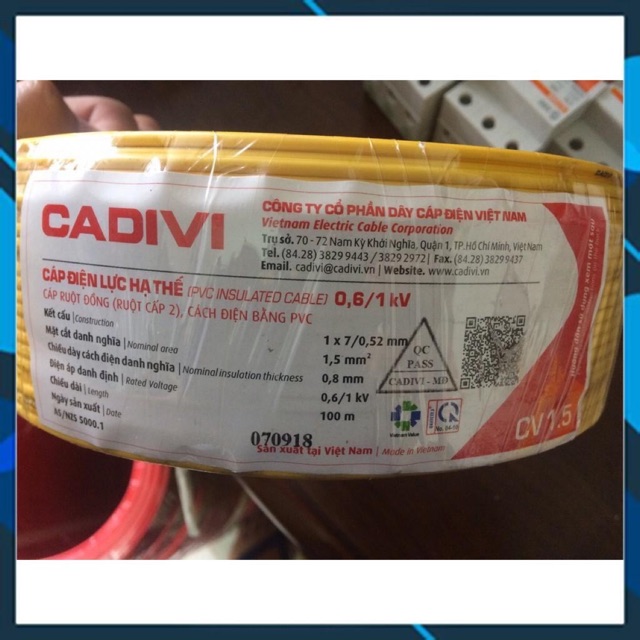 CADIVI
CÔNG TY CỔ PHẦN DÂY CÁP ĐIỆN VIỆT NAM
Vietnam Electric Cable Corporation
Trụ sở. 70 - 72 Nam Kỳ Khởi Nghĩa, Quận 1, TP.Hồ Chí Minh, Việt Nam
Tel. (84.28) 3829 9443 / 3829 2972 | Fax. (84.28) 3829 9437
Email. cadivi@cadivi.vn | Website. www.cadivi.vn
CÁP ĐIỆN LỰC HẠ THẾ (PVC INSULATED CABLE) 0,6/1 kV
CÁP RUỘT ĐỒNG (RUỘT CẤP 2), CÁCH ĐIỆN BẰNG PVC
Kết cấu | Construction 1 x 7/0,52 mm
Mặt cắt danh nghĩa | Nominal area 1,5 mm²
Chiều dày cách điện danh nghĩa | Nominal insulation thickness 0,8 mm
Điện áp danh định | Rated Voltage 0,6/1 kV
Chiều dài | Length 100 m
Ngày sản xuất | Date 070918
AS/NZS 5000.1
Sản xuất tại Việt Nam | Made in Vietnam
QC
PASS
CADIVI - MĐ
CV 1.5